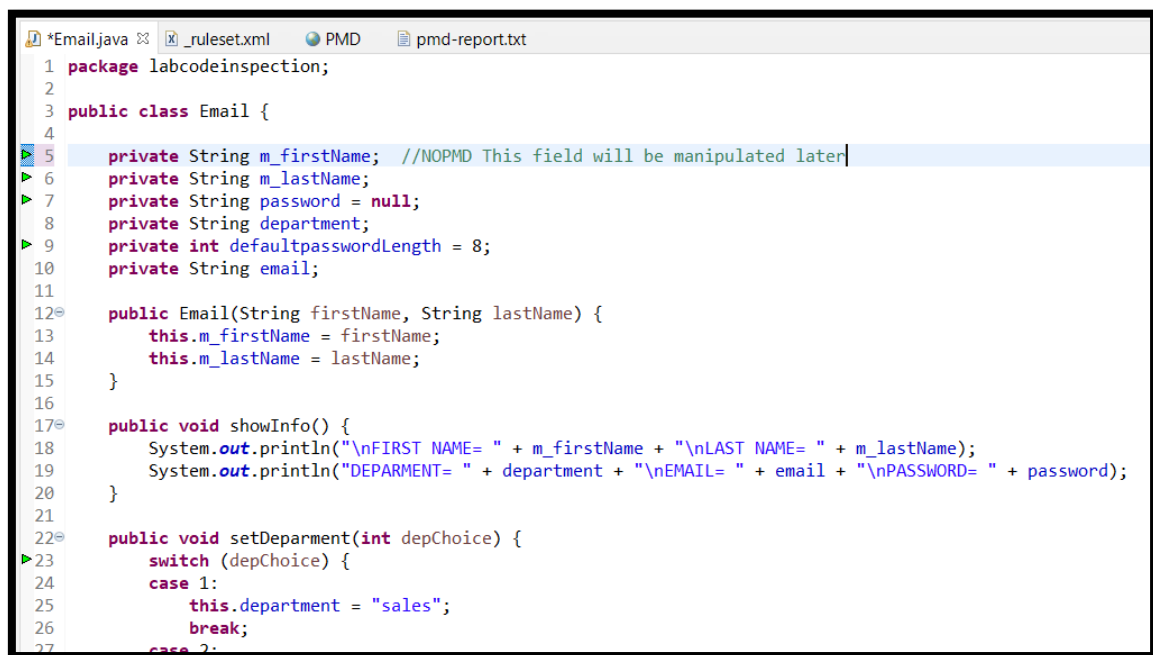 *Email.java _ruleset.xml PMD pmd-report.txt
1 package labcodeinspection;
2
3 public class Email {
4
5 private String m_firstName; //NOPMD This field will be manipulated later
6 private String m_lastName;
7 private String password = null;
8 private String department;
9 private int defaultpasswordLength = 8;
10 private String email;
11
12 public Email(String firstName, String lastName) {
13 this.m_firstName = firstName;
14 this.m_lastName = lastName;
15 }
16
17 public void showInfo() {
18 System.out.println("\nFIRST NAME= " + m_firstName + "\nLAST NAME= " + m_lastName);
19 System.out.println("DEPARMENT= " + department + "\nEMAIL= " + email + "\nPASSWORD= " + password);
20 }
21
22 public void setDeparment(int depChoice) {
23 switch (depChoice) {
24 case 1:
25 this.department = "sales";
26 break;
27 case 2: